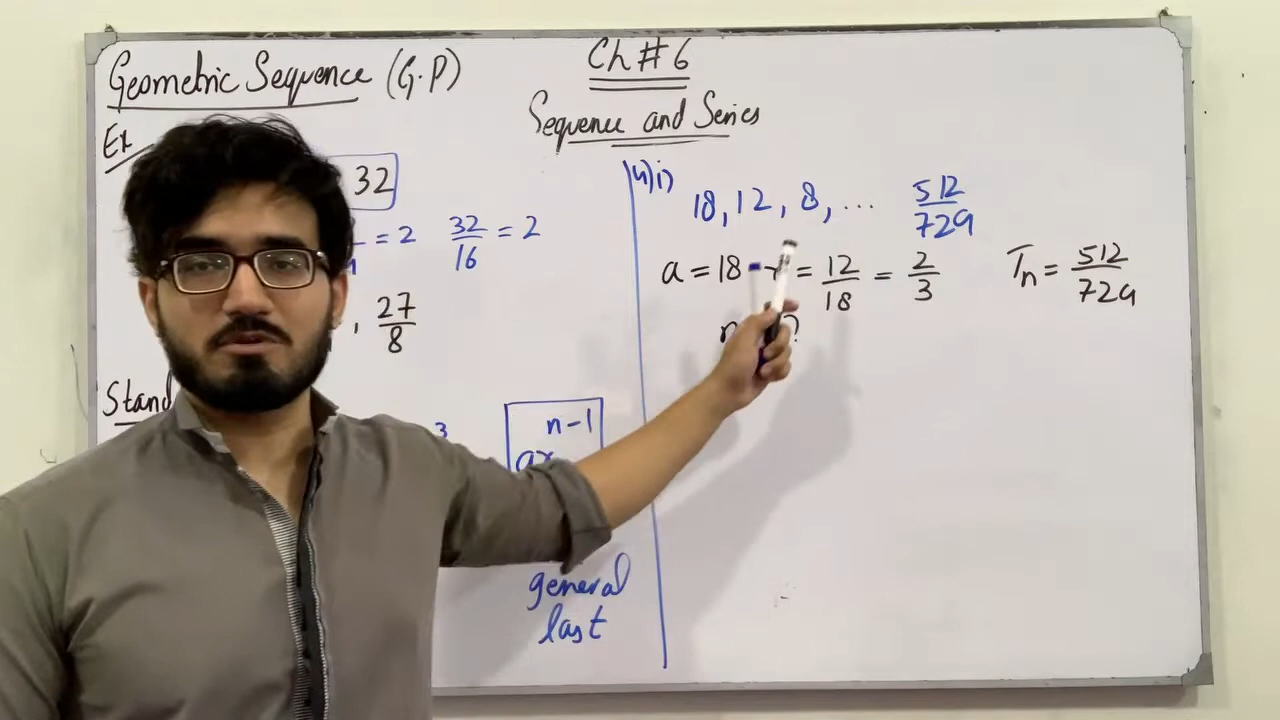 Ch # 6
Sequence and Series
Geometric Sequence (G.P)
Ex
32
= 2 32/16 = 2
, 27/8
Stand
3
n-1
general
last
4) i) 18, 12, 8, ... 512/729
a = 18 = 12/18 = 2/3 Tn = 512/729
n ?